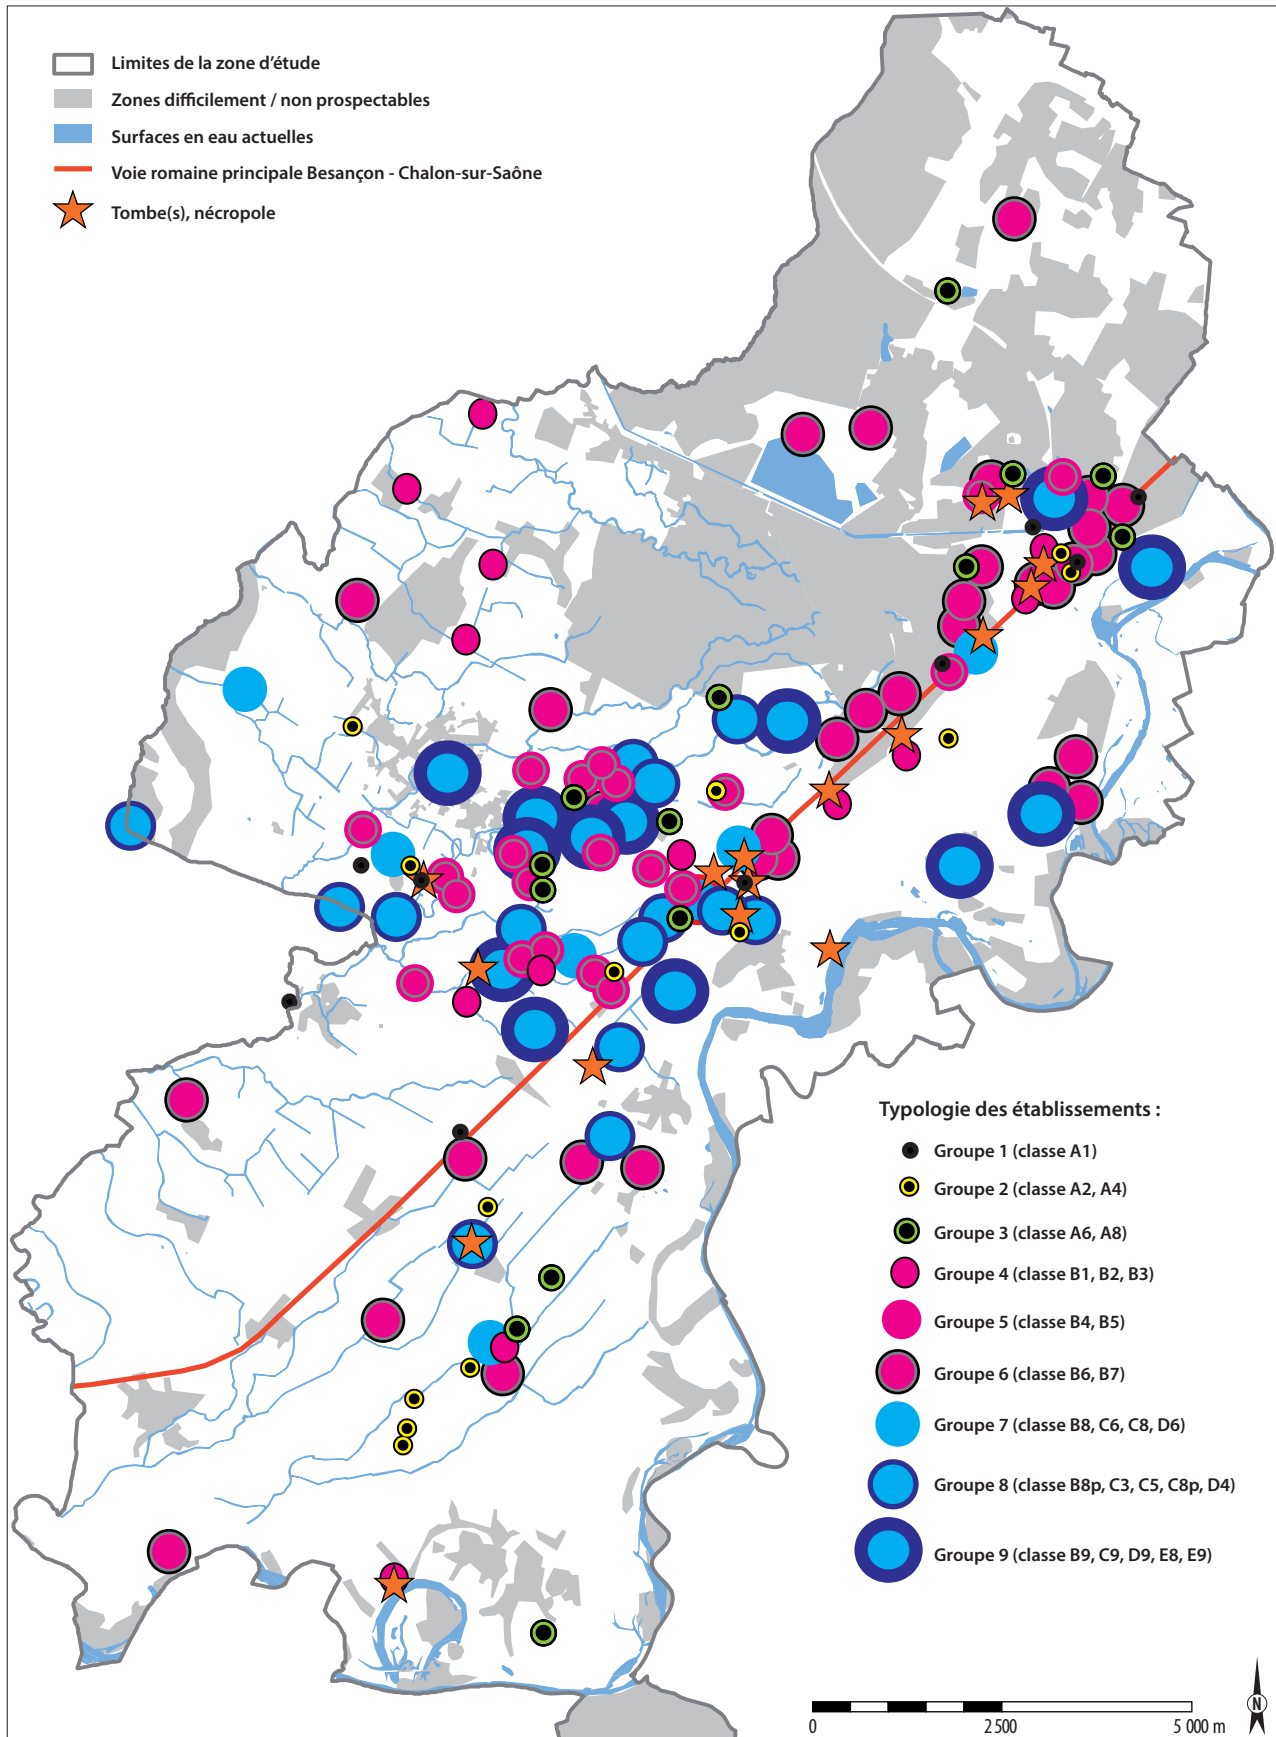 Limites de la zone d'étude
Zones difficilement / non prospectables
Surfaces en eau actuelles
Voie romaine principale Besançon - Chalon-sur-Saône
Tombe(s), nécropole
Typologie des établissements :
Groupe 1 (classe A1)
Groupe 2 (classe A2, A4)
Groupe 3 (classe A6, A8)
Groupe 4 (classe B1, B2, B3)
Groupe 5 (classe B4, B5)
Groupe 6 (classe B6, B7)
Groupe 7 (classe B8, C6, C8, D6)
Groupe 8 (classe B8p, C3, C5, C8p, D4)
Groupe 9 (classe B9, C9, D9, E8, E9)
N
0 2 500 5 000 m